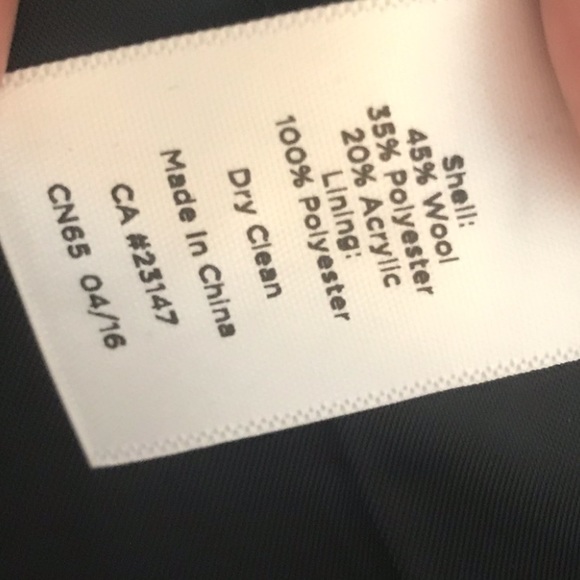 Shell:
45% Wool
35% Polyester
20% Acrylic
Lining:
100% Polyester
Dry Clean
Made in China
CA #23147
CN65 04/16